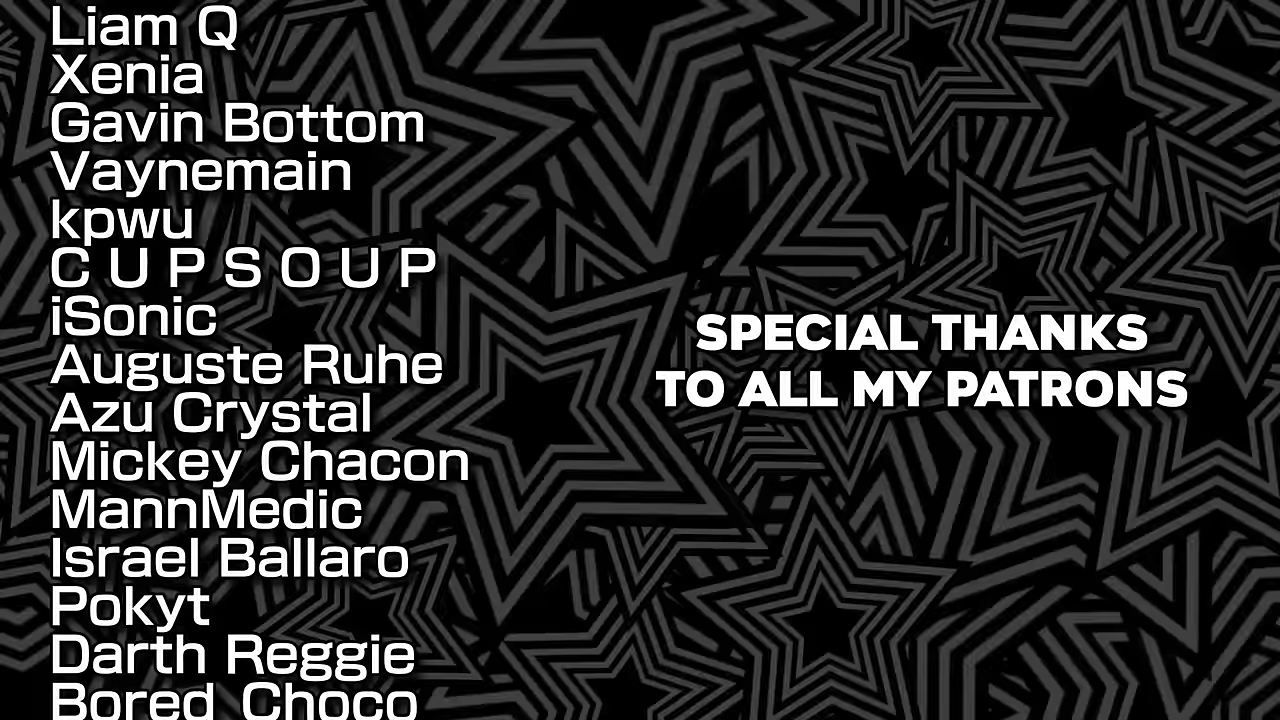 Liam Q
Xenia
Gavin Bottom
Vaynemain
kpwu
C U P S O U P
iSonic
Auguste Ruhe
Azu Crystal
Mickey Chacon
MannMedic
Israel Ballaro
Pokyt
Darth Reggie
Bored Choco
SPECIAL THANKS
TO ALL MY PATRONS